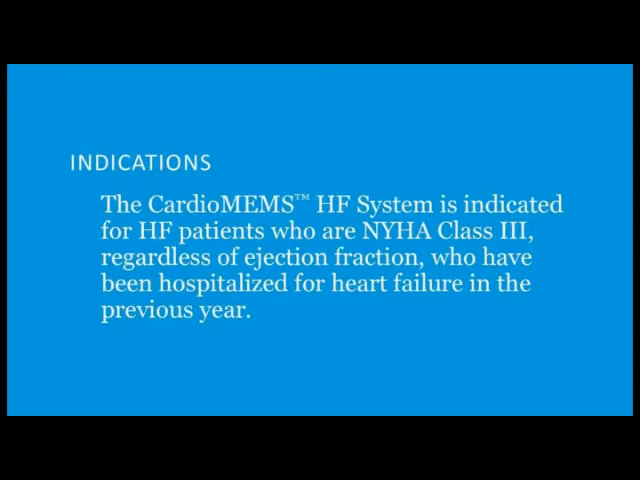 INDICATIONS
The CardioMEMS™ HF System is indicated
for HF patients who are NYHA Class III,
regardless of ejection fraction, who have
been hospitalized for heart failure in the
previous year.